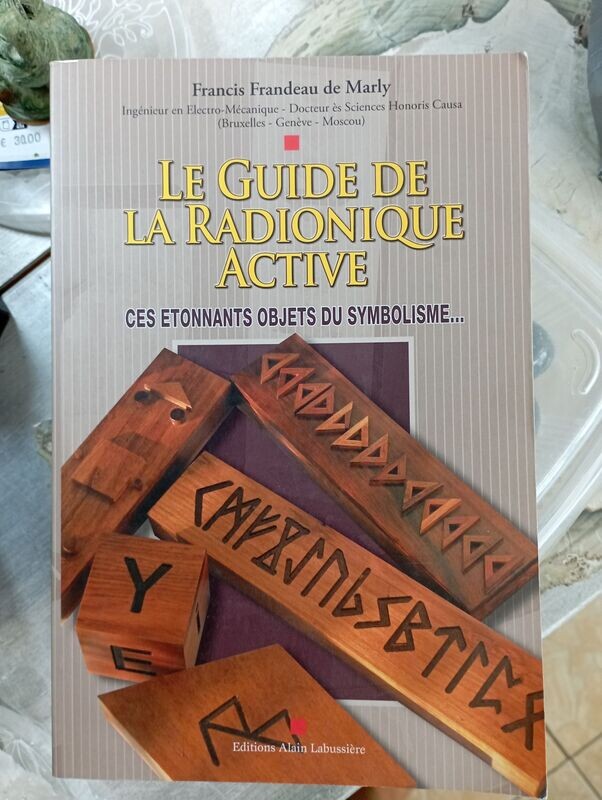 Francis Frandeau de Marly
Ingénieur en Electro-Mécanique - Docteur ès Sciences Honoris Causa
(Bruxelles - Genève - Moscou)
LE GUIDE DE
LA RADIONIQUE
ACTIVE
CES ETONNANTS OBJETS DU SYMBOLISME...
Y
E
Editions Alain Labussière